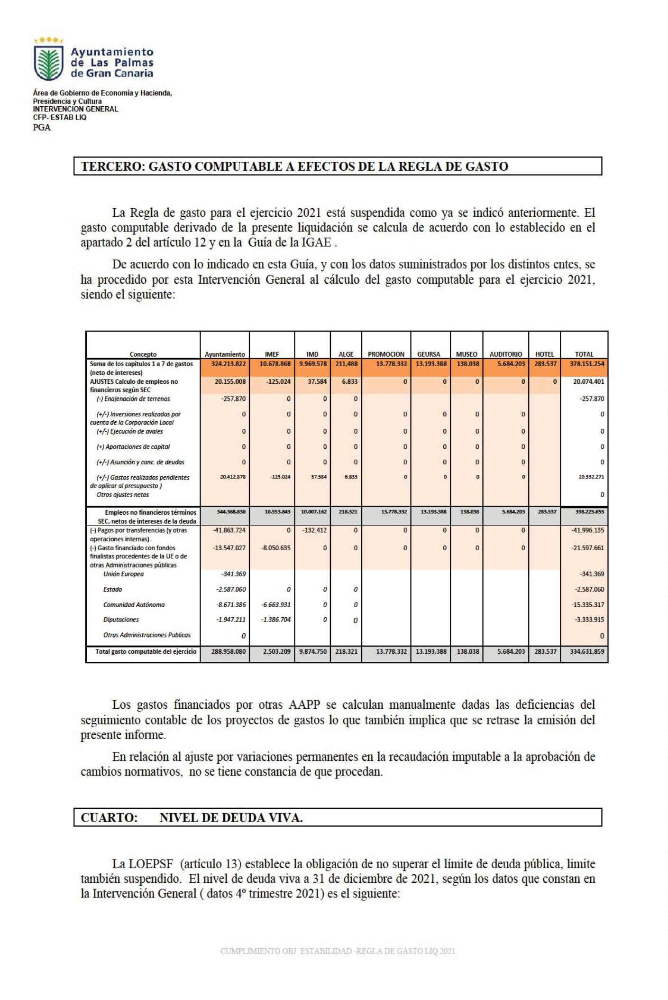 Ayuntamiento
de Las Palmas
de Gran Canaria
Área de Gobierno de Economía y Hacienda,
Presidencia y Cultura
INTERVENCION GENERAL
CFP- ESTAB LIQ
PGA
TERCERO: GASTO COMPUTABLE A EFECTOS DE LA REGLA DE GASTO
La Regla de gasto para el ejercicio 2021 está suspendida como ya se indicó anteriormente. El
gasto computable derivado de la presente liquidación se calcula de acuerdo con lo establecido en el
apartado 2 del artículo 12 y en la Guía de la IGAE .
De acuerdo con lo indicado en esta Guía, y con los datos suministrados por los distintos entes, se
ha procedido por esta Intervención General al cálculo del gasto computable para el ejercicio 2021,
siendo el siguiente:
Concepto Ayuntamiento IMEF IMD ALGE PROMOCION GEURSA MUSEO AUDITORIO HOTEL TOTAL
Suma de los capítulos 1 a 7 de gastos 324.213.822 10.678.868 9.969.578 211.488 13.778.332 13.193.388 138.038 5.684.203 283.537 378.151.254
(neto de intereses)
AJUSTES Calculo de empleos no 20.155.008 -125.024 37.584 6.833 0 0 0 0 0 20.074.401
financieros según SEC
(-) Enajenación de terrenos -257.870 0 0 0 -257.870
(+/-) Inversiones realizadas por 0 0 0 0 0 0 0 0 0
cuenta de la Corporación Local
(+/-) Ejecución de avales 0 0 0 0 0 0 0 0 0
(+) Aportaciones de capital 0 0 0 0 0 0 0 0 0
(+/-) Asunción y canc. de deudas 0 0 0 0 0 0 0 0 0
(+/-) Gastos realizados pendientes 20.412.878 -125.024 37.584 6.833 0 0 0 0 20.332.271
de aplicar al presupuesto )
Otros ajustes netos 0
Empleos no financieros términos 344.368.830 10.553.843 10.007.162 218.321 13.778.332 13.193.388 138.038 5.684.203 283.537 398.225.655
SEC, netos de intereses de la deuda
(-) Pagos por transferencias (y otras -41.863.724 0 -132.412 0 0 0 0 0 -41.996.135
operaciones internas).
(-) Gasto financiado con fondos -13.547.027 -8.050.635 0 0 0 0 0 0 -21.597.661
finalistas procedentes de la UE o de
otras Administraciones públicas
Unión Europea -341.369 -341.369
Estado -2.587.060 0 0 0 -2.587.060
Comunidad Autónoma -8.671.386 -6.663.931 0 0 -15.335.317
Diputaciones -1.947.211 -1.386.704 0 0 -3.333.915
Otras Administraciones Publicas 0 0
Total gasto computable del ejercicio 288.958.080 2.503.209 9.874.750 218.321 13.778.332 13.193.388 138.038 5.684.203 283.537 334.631.859
Los gastos financiados por otras AAPP se calculan manualmente dadas las deficiencias del
seguimiento contable de los proyectos de gastos lo que también implica que se retrase la emisión del
presente informe.
En relación al ajuste por variaciones permanentes en la recaudación imputable a la aprobación de
cambios normativos, no se tiene constancia de que procedan.
CUARTO: NIVEL DE DEUDA VIVA.
La LOEPSF (artículo 13) establece la obligación de no superar el límite de deuda pública, limite
también suspendido. El nivel de deuda viva a 31 de diciembre de 2021, según los datos que constan en
la Intervención General ( datos 4º trimestre 2021) es el siguiente:
CUMPLIMIENTO OBJ ESTABILIDAD -REGLA DE GASTO LIQ 2021